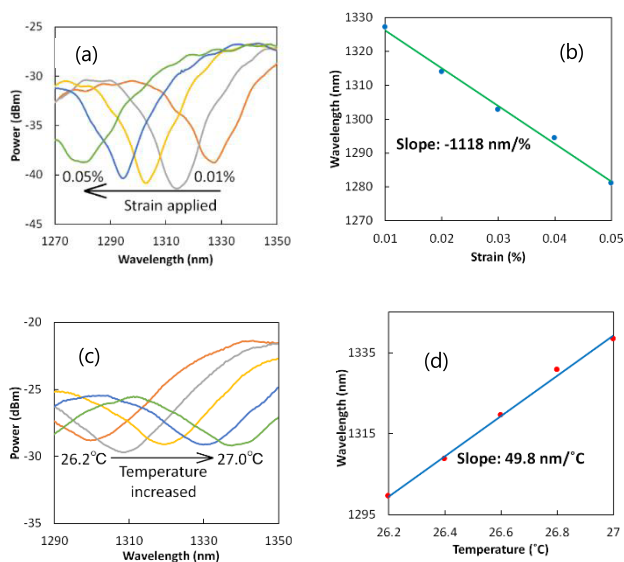 (a)
Power (dBm)
-25
-30
-35
-40
-45
0.05%
0.01%
Strain applied
1270 1290 1310 1330 1350
Wavelength (nm)
(b)
Wavelength (nm)
1330
1320
1310
1300
1290
1280
1270
Slope: -1118 nm/%
0.01 0.02 0.03 0.04 0.05
Strain (%)
(c)
Power (dBm)
-20
-25
-30
-35
26.2°C
27.0°C
Temperature
increased
1290 1310 1330 1350
Wavelength (nm)
(d)
Wavelength (nm)
1335
1315
1295
Slope: 49.8 nm/˚C
26.2 26.4 26.6 26.8 27
Temperature (˚C)